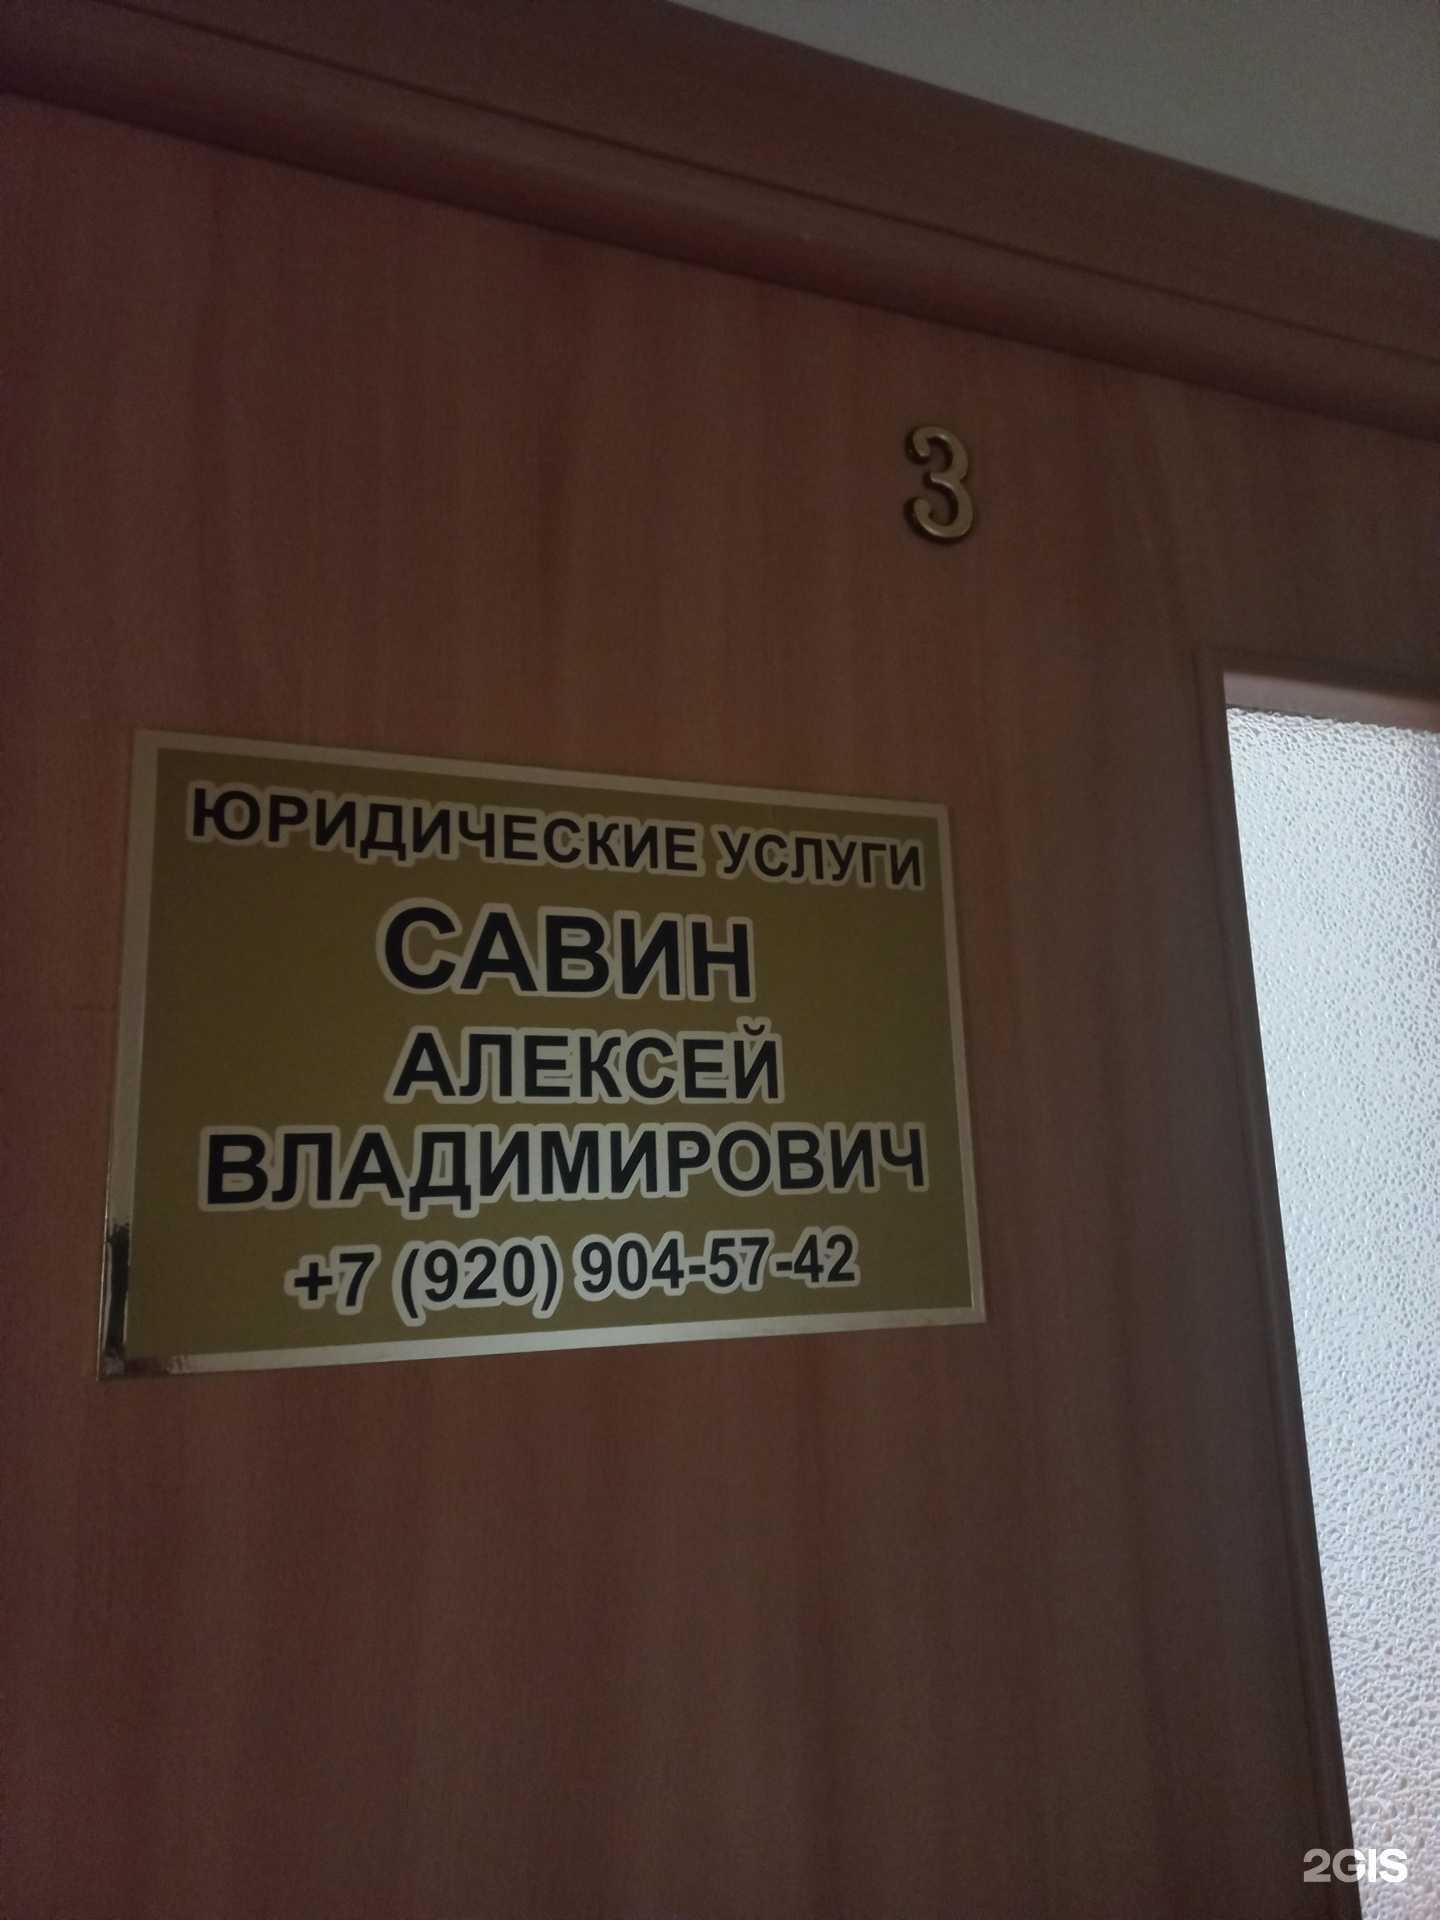 3
ЮРИДИЧЕСКИЕ УСЛУГИ
САВИН
АЛЕКСЕЙ
ВЛАДИМИРОВИЧ
+7 (920) 904-57-42
2GIS